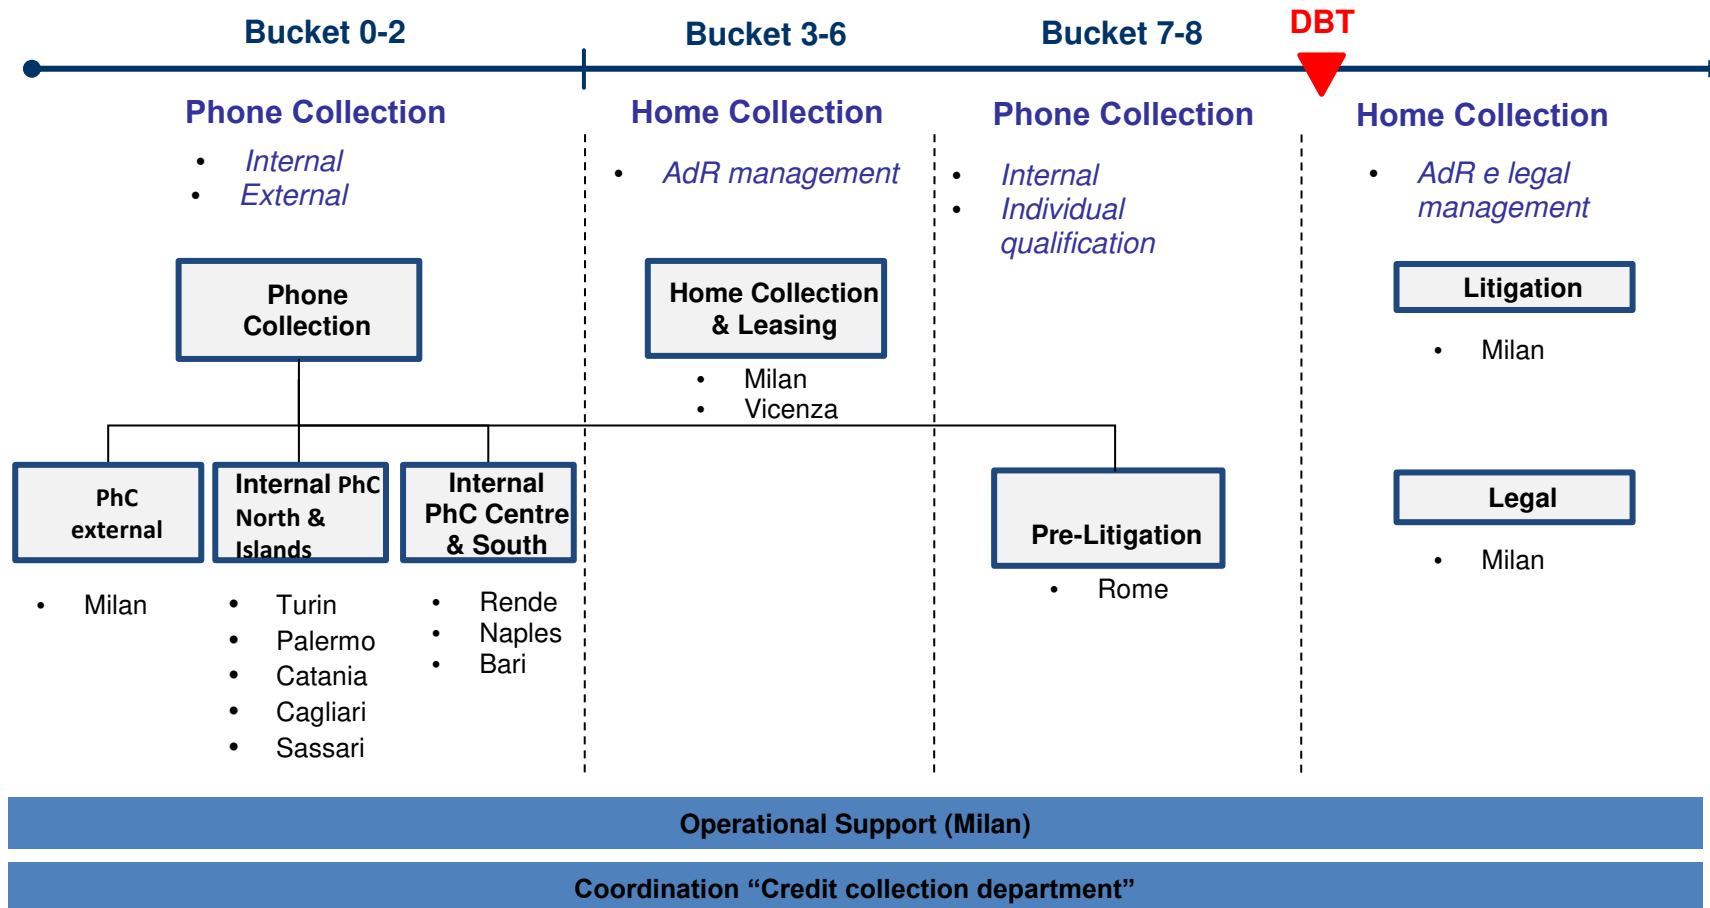 Bucket 0-2
Bucket 3-6
Bucket 7-8
DBT
Phone Collection
• Internal
• External
Home Collection
• AdR management
Phone Collection
• Internal
• Individual
qualification
Home Collection
• AdR e legal
management
Phone
Collection
Home Collection
& Leasing
• Milan
• Vicenza
Litigation
• Milan
PhC
external
• Milan
Internal PhC
North &
Islands
• Turin
• Palermo
• Catania
• Cagliari
• Sassari
Internal
PhC Centre
& South
• Rende
• Naples
• Bari
Pre-Litigation
• Rome
Legal
• Milan
Operational Support (Milan)
Coordination “Credit collection department”